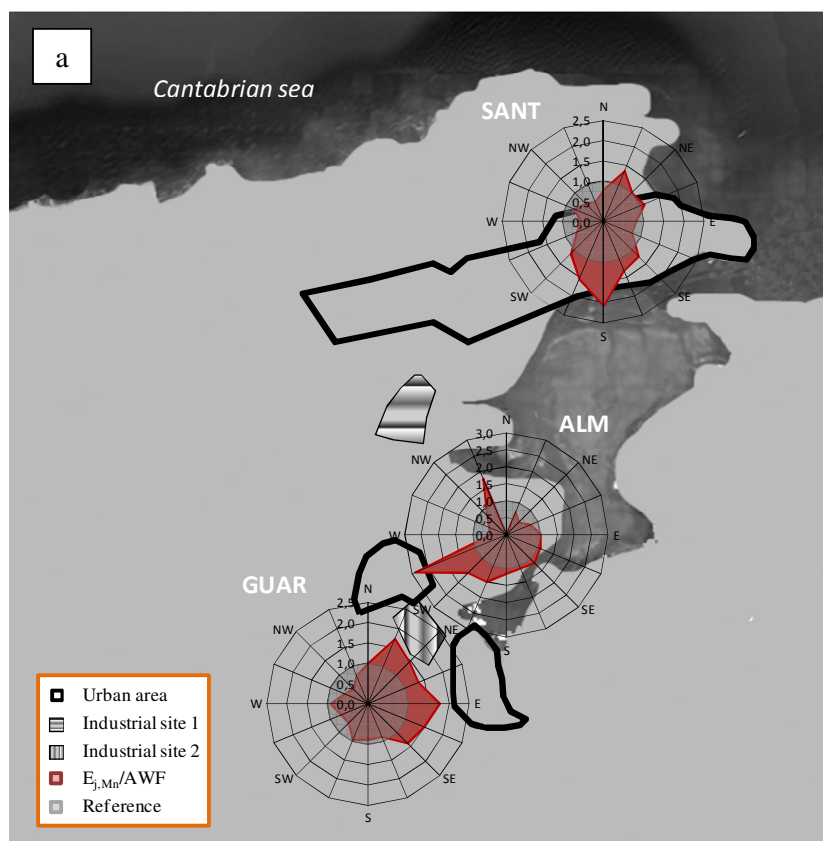 a
Cantabrian sea
SANT
N
2,5
2,0
1,5
1,0
0,5
0,0
NW
NE
W
E
SW
SE
S
ALM
N
3,0
2,5
2,0
1,5
1,0
0,5
0,0
NW
NE
W
E
SW
SE
S
GUAR
N
2,5
2,0
1,5
1,0
0,5
0,0
NW
NE
W
E
SW
SE
S
Urban area
Industrial site 1
Industrial site 2
Ej,Mn/AWF
Reference